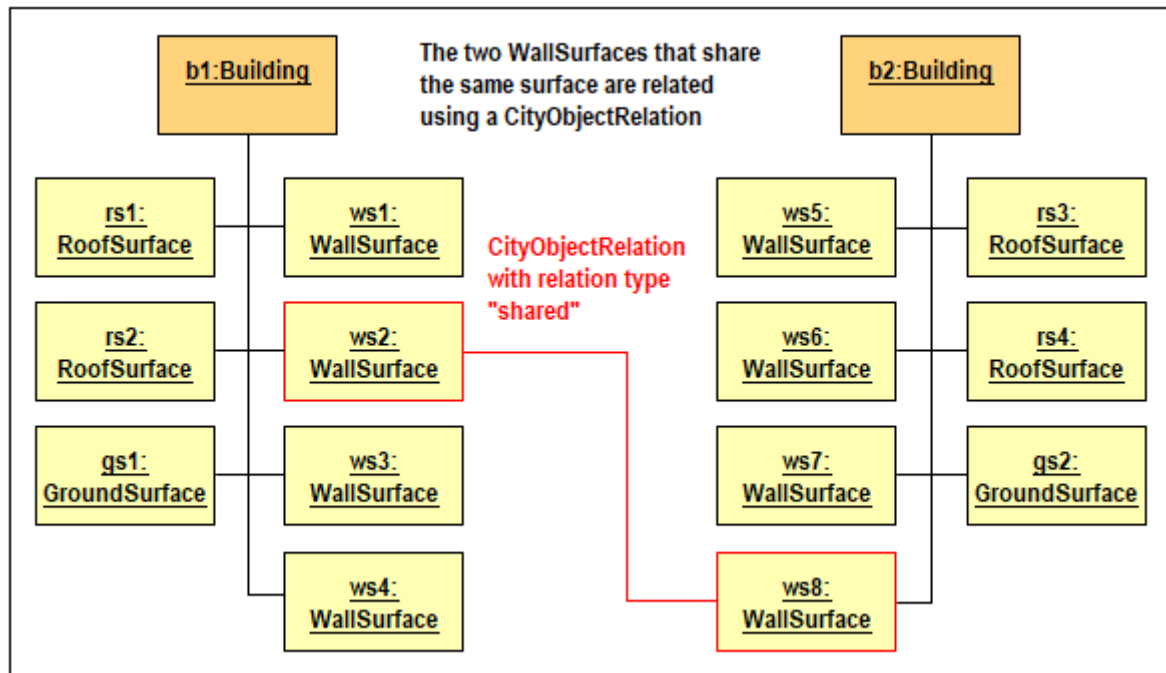 b1:Building
The two WallSurfaces that share
the same surface are related
using a CityObjectRelation
b2:Building
rs1:
RoofSurface
ws1:
WallSurface
CityObjectRelation
with relation type
"shared"
ws5:
WallSurface
rs3:
RoofSurface
rs2:
RoofSurface
ws2:
WallSurface
ws6:
WallSurface
rs4:
RoofSurface
gs1:
GroundSurface
ws3:
WallSurface
ws7:
WallSurface
gs2:
GroundSurface
ws4:
WallSurface
ws8:
WallSurface